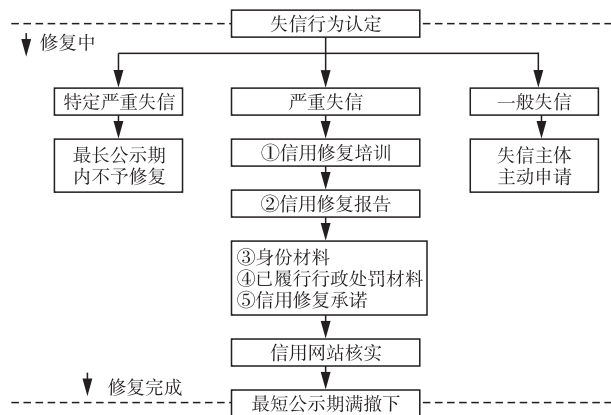 失信行为认定
修复中
特定严重失信
严重失信
一般失信
最长公示期
内不予修复
①信用修复培训
失信主体
主动申请
②信用修复报告
③身份材料
④已履行行政处罚材料
⑤信用修复承诺
信用网站核实
修复完成
最短公示期满撤下